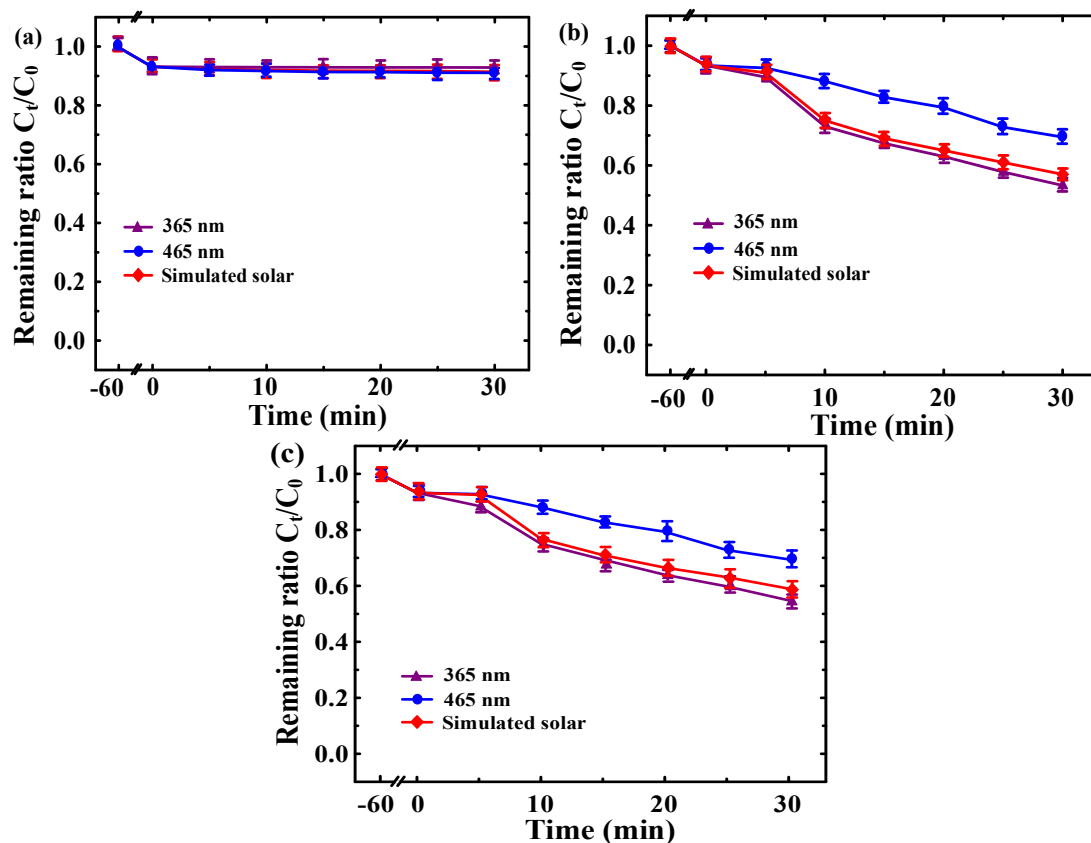 (a)
Remaining ratio Ct/C0
1.0
0.8
0.6
0.4
0.2
0.0
365 nm
465 nm
Simulated solar
-60 0 10 20 30
Time (min)
(b)
Remaining ratio Ct/C0
1.0
0.8
0.6
0.4
0.2
0.0
365 nm
465 nm
Simulated solar
-60 0 10 20 30
Time (min)
(c)
Remaining ratio Ct/C0
1.0
0.8
0.6
0.4
0.2
0.0
365 nm
465 nm
Simulated solar
-60 0 10 20 30
Time (min)